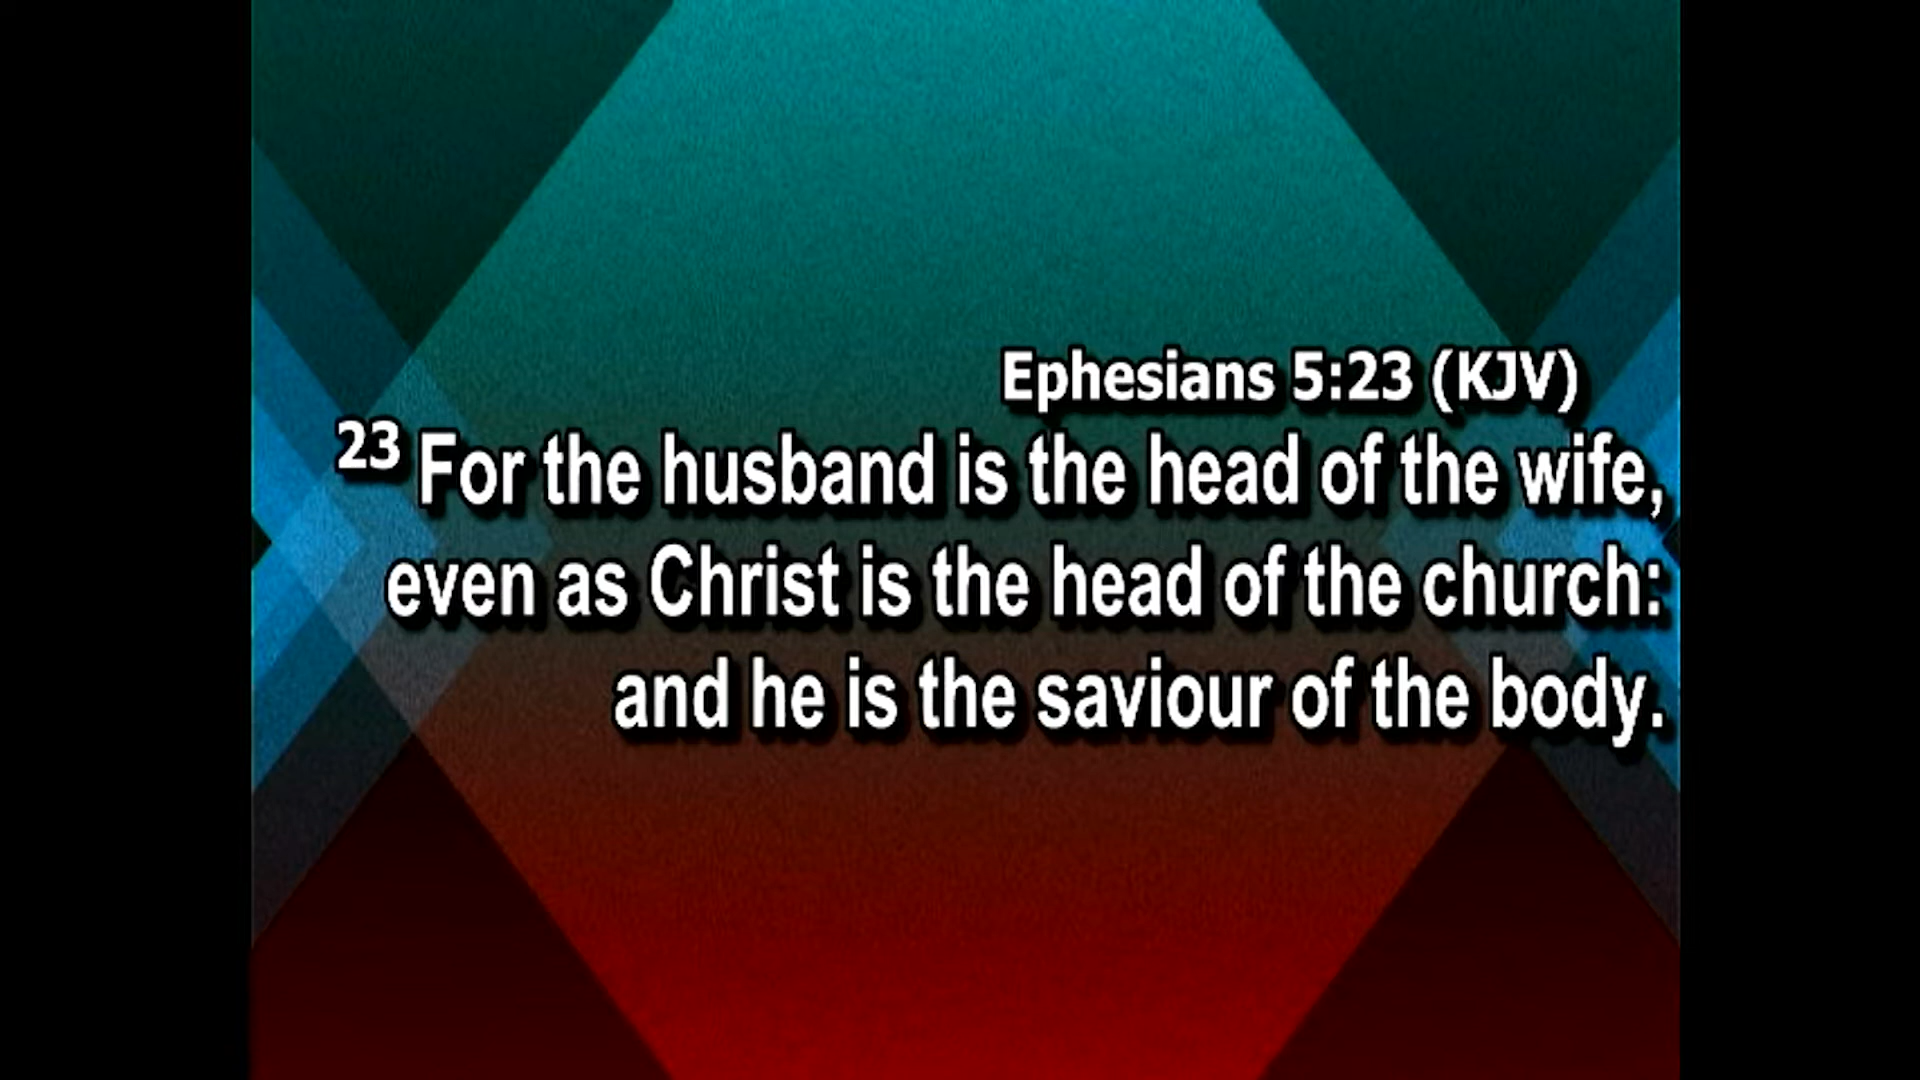 Ephesians 5:23 (KJV)
23 For the husband is the head of the wife,
even as Christ is the head of the church:
and he is the saviour of the body.